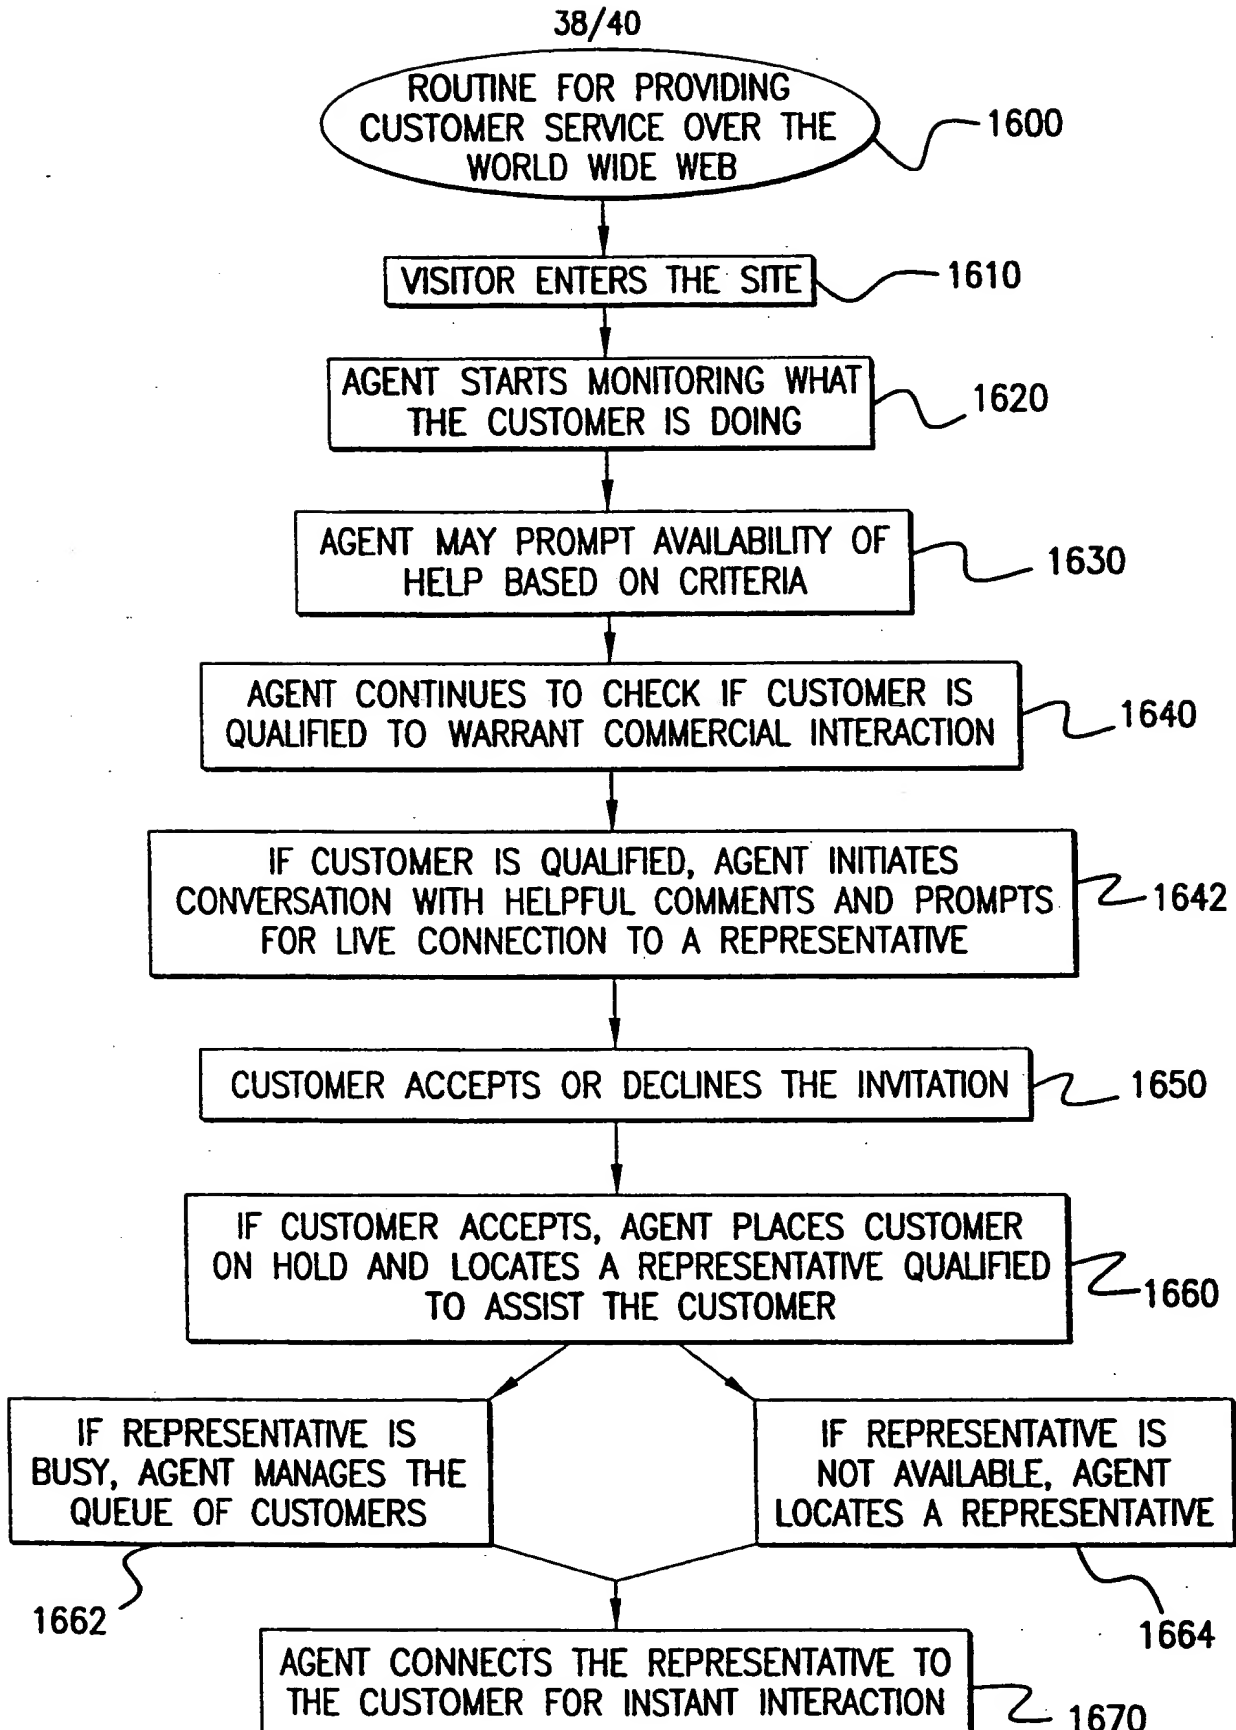 38/40
ROUTINE FOR PROVIDING
CUSTOMER SERVICE OVER THE
WORLD WIDE WEB
1600
VISITOR ENTERS THE SITE
1610
AGENT STARTS MONITORING WHAT
THE CUSTOMER IS DOING
1620
AGENT MAY PROMPT AVAILABILITY OF
HELP BASED ON CRITERIA
1630
AGENT CONTINUES TO CHECK IF CUSTOMER IS
QUALIFIED TO WARRANT COMMERCIAL INTERACTION
1640
IF CUSTOMER IS QUALIFIED, AGENT INITIATES
CONVERSATION WITH HELPFUL COMMENTS AND PROMPTS
FOR LIVE CONNECTION TO A REPRESENTATIVE
1642
CUSTOMER ACCEPTS OR DECLINES THE INVITATION
1650
IF CUSTOMER ACCEPTS, AGENT PLACES CUSTOMER
ON HOLD AND LOCATES A REPRESENTATIVE QUALIFIED
TO ASSIST THE CUSTOMER
1660
IF REPRESENTATIVE IS
BUSY, AGENT MANAGES THE
QUEUE OF CUSTOMERS
1662
IF REPRESENTATIVE IS
NOT AVAILABLE, AGENT
LOCATES A REPRESENTATIVE
1664
AGENT CONNECTS THE REPRESENTATIVE TO
THE CUSTOMER FOR INSTANT INTERACTION
1670